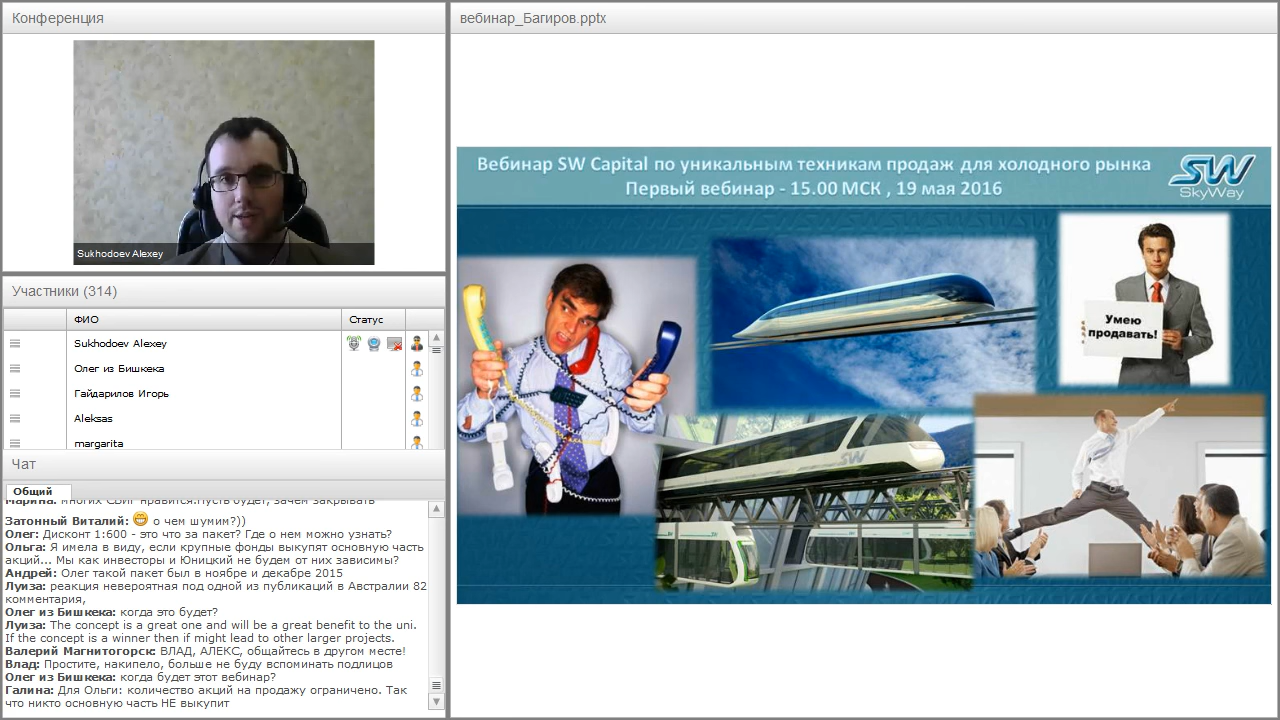 Конференция
Sukhodoev Alexey
Участники (314)
ФИО
Статус
Sukhodoev Alexey
Олег из Бишкека
Гайдарилов Игорь
Aleksas
margarita
Чат
Общий
Марина: многих СВИГ нравится.Пусть будет, зачем закрывать
Затонный Виталий: о чем шумим?))
Олег: Дисконт 1:600 - это что за пакет? Где о нем можно узнать?
Ольга: Я имела в виду, если крупные фонды выкупят основную часть
акций... Мы как инвесторы и Юницкий не будем от них зависимы?
Андрей: Олег такой пакет был в ноябре и декабре 2015
Луиза: реакция невероятная под одной из публикаций в Австралии 82
комментария,
Олег из Бишкека: когда это будет?
Луиза: The concept is a great one and will be a great benefit to the uni.
If the concept is a winner then if might lead to other larger projects.
Валерий Магнитогорск: ВЛАД, АЛЕКС, общайтесь в другом месте!
Влад: Простите, накипело, больше не буду вспоминать подлицов
Олег из Бишкека: когда будет этот вебинар?
Галина: Для Ольги: количество акций на продажу ограничено. Так
что никто основную часть НЕ выкупит
вебинар_Багиров.pptx
Вебинар SW Capital по уникальным техникам продаж для холодного рынка
Первый вебинар - 15.00 МСК , 19 мая 2016
SW
SkyWay
Умею
продавать!
SW